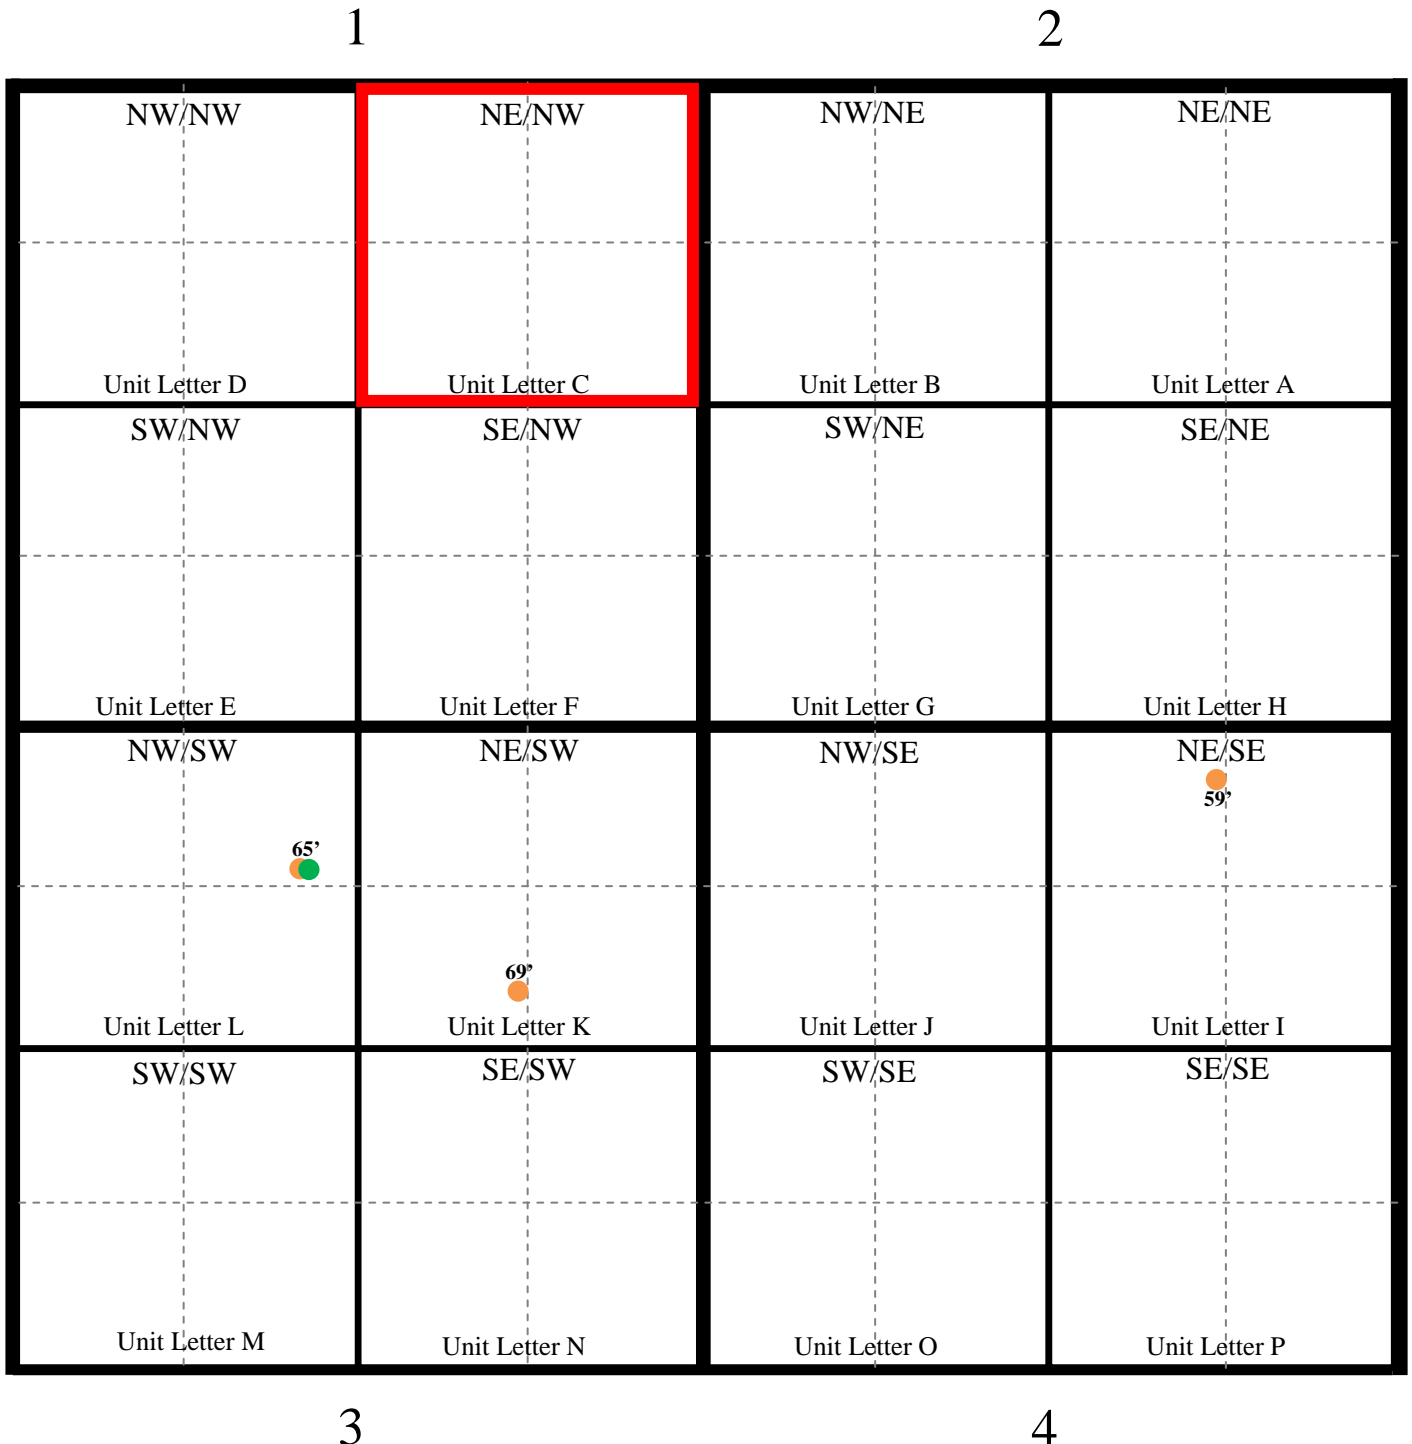 1 2
NW/NW NE/NW NW/NE NE/NE
Unit Letter D Unit Letter C Unit Letter B Unit Letter A
SW/NW SE/NW SW/NE SE/NE
Unit Letter E Unit Letter F Unit Letter G Unit Letter H
NW/SW NE/SW NW/SE NE/SE
59’
65’
69’
Unit Letter L Unit Letter K Unit Letter J Unit Letter I
SW/SW SE/SW SW/SE SE/SE
Unit Letter M Unit Letter N Unit Letter O Unit Letter P
3 4